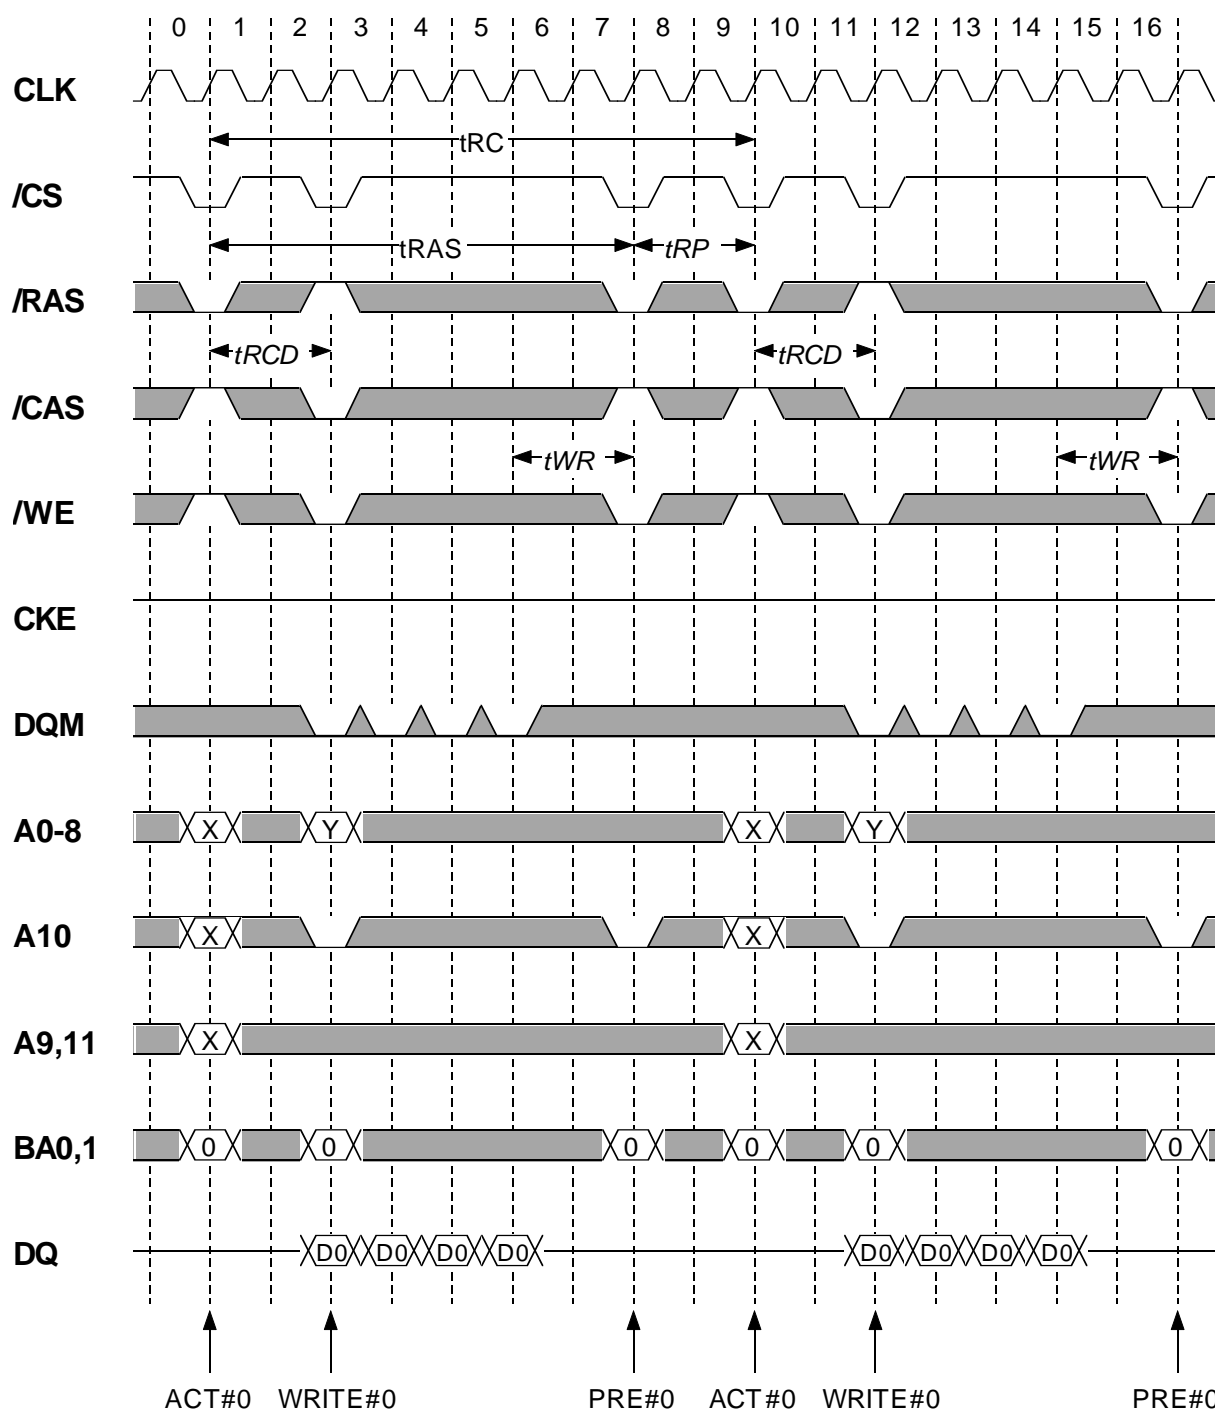 0 1 2 3 4 5 6 7 8 9 10 11 12 13 14 15 16
CLK
tRC
/CS
tRAS tRP
/RAS
tRCD tRCD
/CAS
tWR tWR
/WE
CKE
DQM
A0-8 X Y X Y
A10 X X
A9,11 X X
BA0,1 0 0 0 0 0 0
DQ D0 D0 D0 D0 D0 D0 D0 D0
ACT#0 WRITE#0 PRE#0 ACT#0 WRITE#0 PRE#0